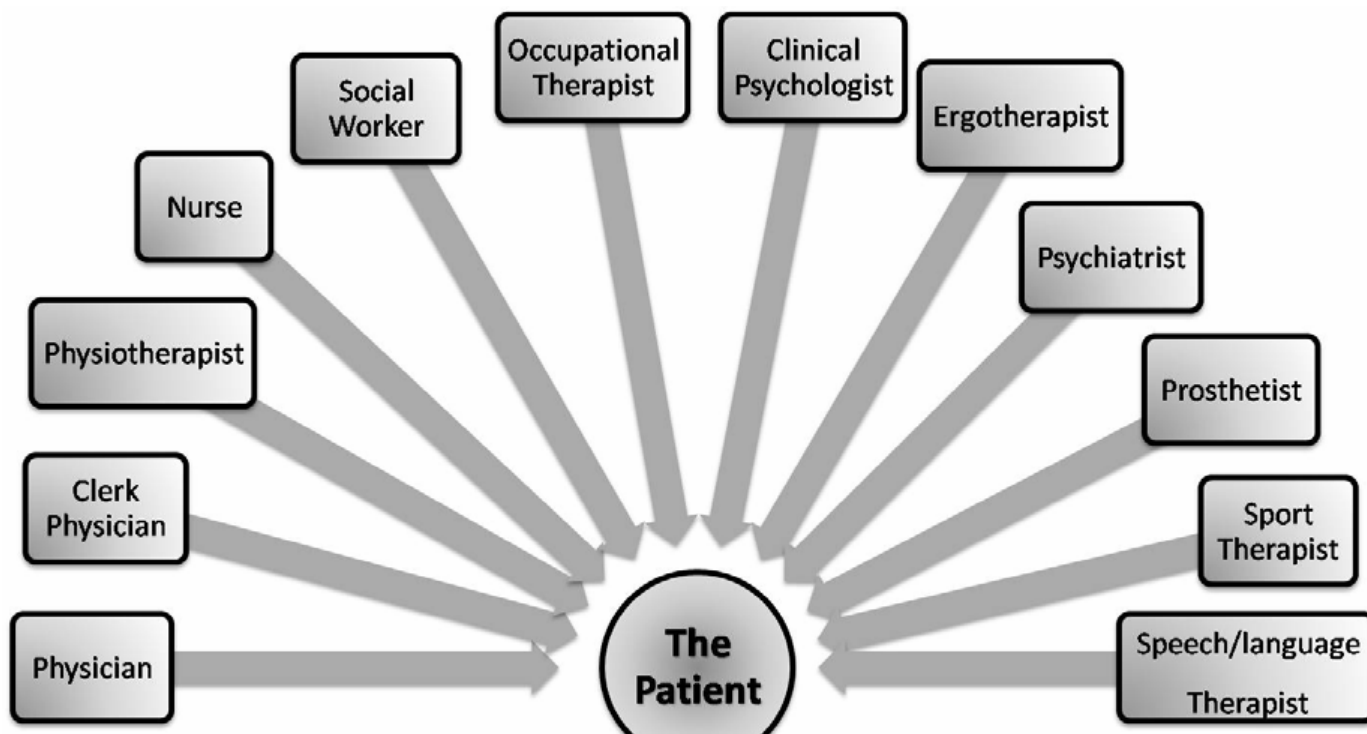 Occupational
Therapist
Clinical
Psychologist
Social
Worker
Ergotherapist
Nurse
Psychiatrist
Physiotherapist
Prosthetist
Clerk
Physician
Sport
Therapist
Physician
The
Patient
Speech/language
Therapist